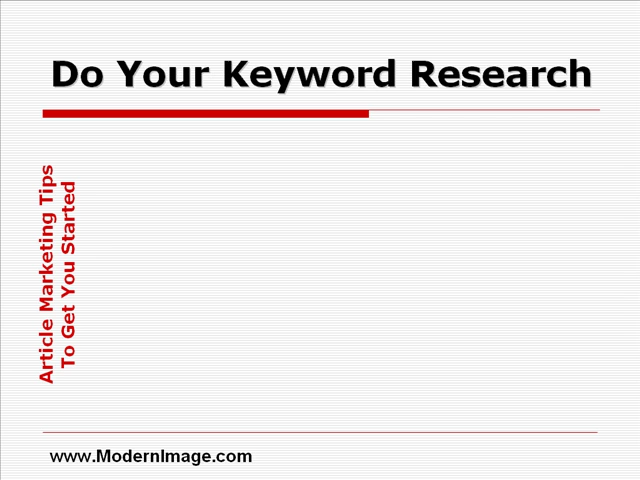 Do Your Keyword Research
Article Marketing Tips
To Get You Started
www.ModernImage.com